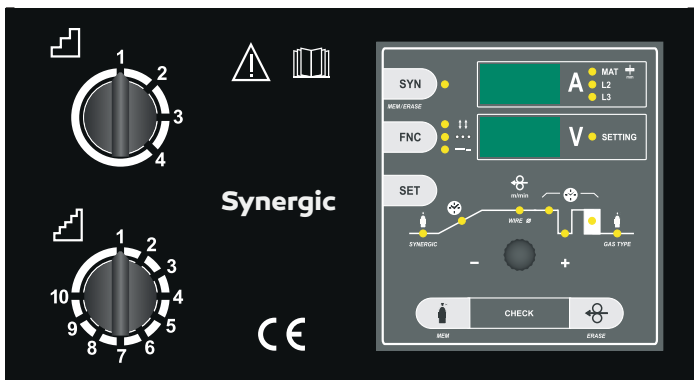 1
2
3
4
1
2
3
4
5
6
7
8
9
10
Synergic
CE
SYN
MEM/ERASE
FNC
SET
A
MAT
mm
L2
L3
V
SETTING
m/min
SYNERGIC
WIRE Ø
GAS TYPE
- +
CHECK
MEM
ERASE